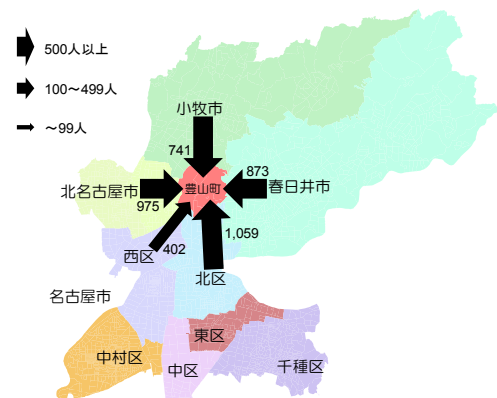 500人以上
100～499人
～99人
小牧市
741
873
北名古屋市
豊山町
春日井市
975
402
1,059
西区
北区
名古屋市
東区
中村区
中区
千種区